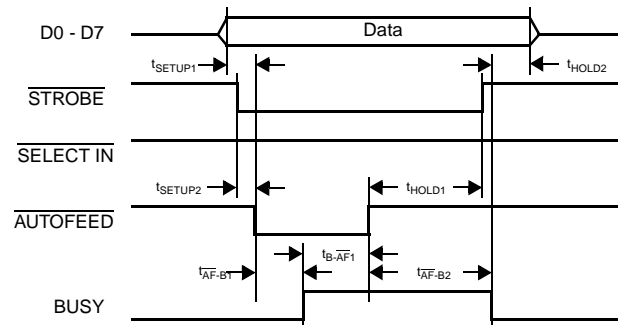 D0 - D7
Data
tSETUP1
tHOLD2
STROBE
SELECT IN
tSETUP2
tHOLD1
AUTOFEED
tB-AF1
tAF-B1
tAF-B2
BUSY